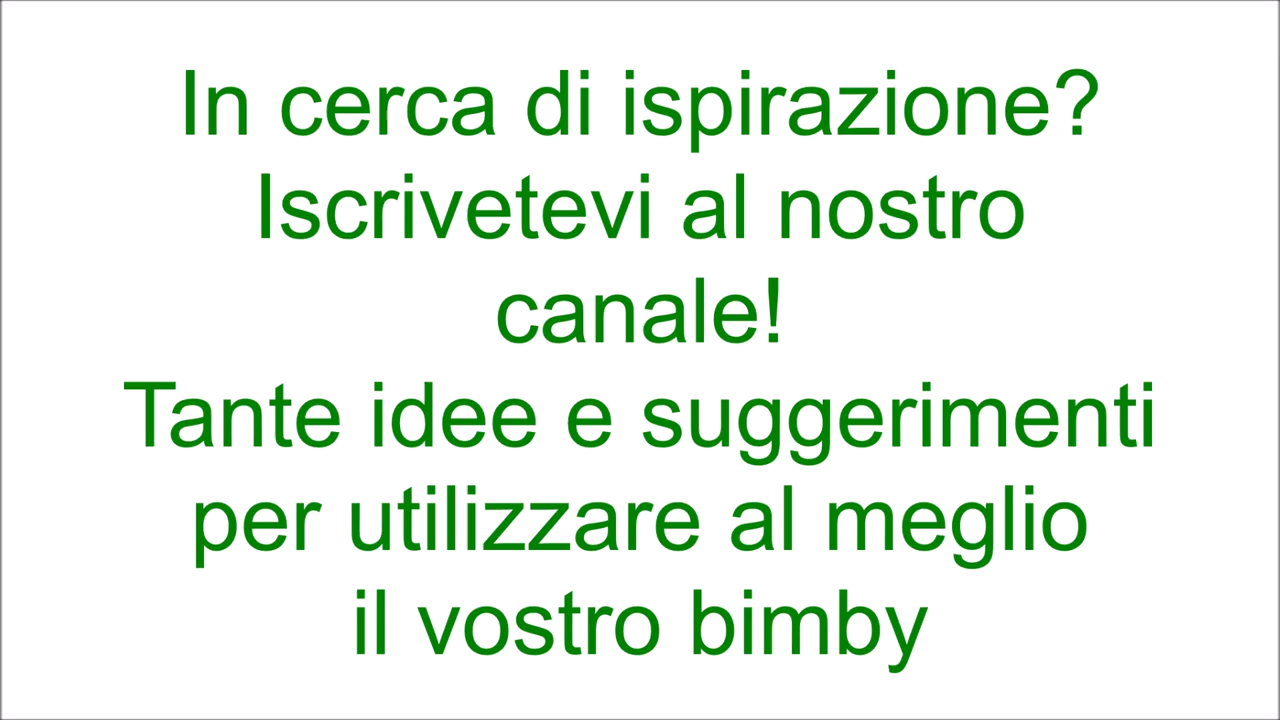 In cerca di ispirazione?
Iscrivetevi al nostro
canale!
Tante idee e suggerimenti
per utilizzare al meglio
il vostro bimby